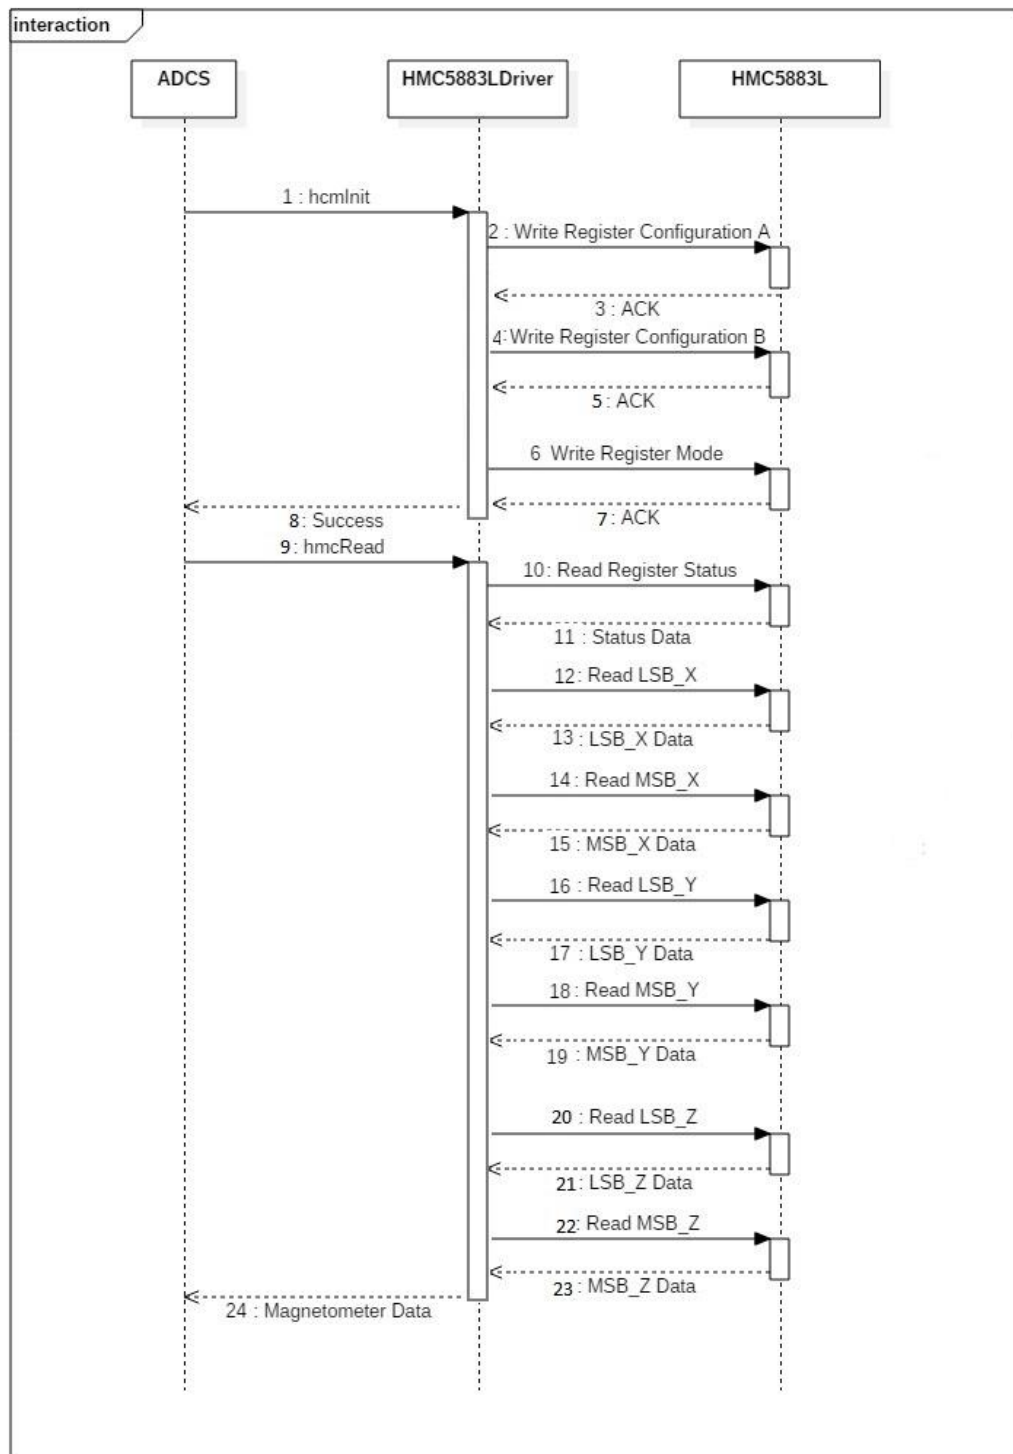 interaction
ADCS
HMC5883LDriver
HMC5883L
1 : hcmInit
2 : Write Register Configuration A
3 : ACK
4: Write Register Configuration B
5 : ACK
6 Write Register Mode
7 : ACK
8 : Success
9 : hmcRead
10 : Read Register Status
11 : Status Data
12 : Read LSB_X
13 : LSB_X Data
14 : Read MSB_X
15 : MSB_X Data
16 : Read LSB_Y
17 : LSB_Y Data
18 : Read MSB_Y
19 : MSB_Y Data
20 : Read LSB_Z
21 : LSB_Z Data
22 : Read MSB_Z
23 : MSB_Z Data
24 : Magnetometer Data